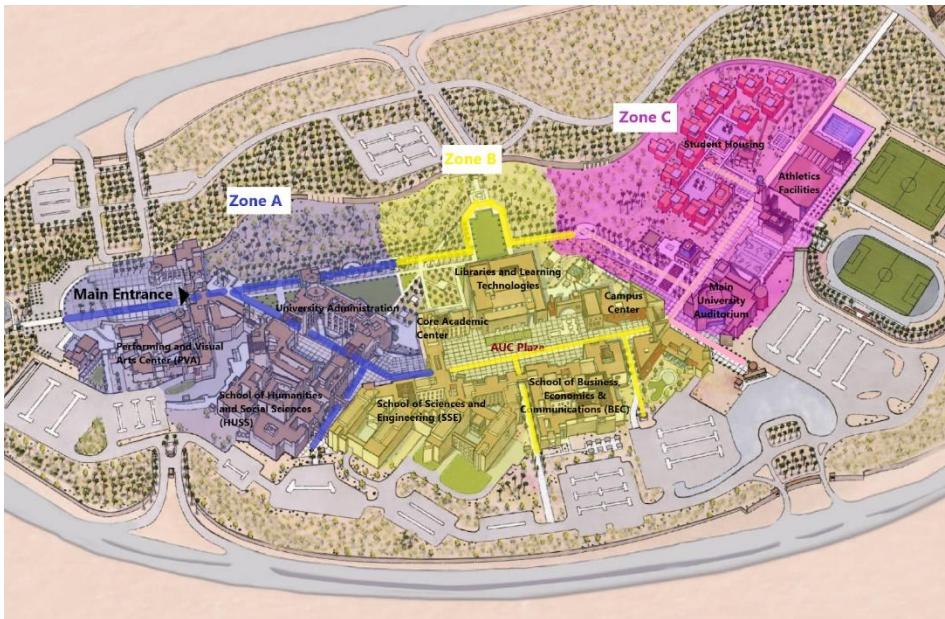 Zone C
Student Housing
Zone B
Athletics
Facilities
Zone A
Libraries and Learning
Technologies
Main Entrance
University Administration
Campus
Center
Main
University
Auditorium
Core Academic
Center
AUC Plaza
Performing and Visual
Arts Center (PVA)
School of Humanities
and Social Sciences
(HUSS)
School of Sciences and
Engineering (SSE)
School of Business,
Economics &
Communications (BEC)